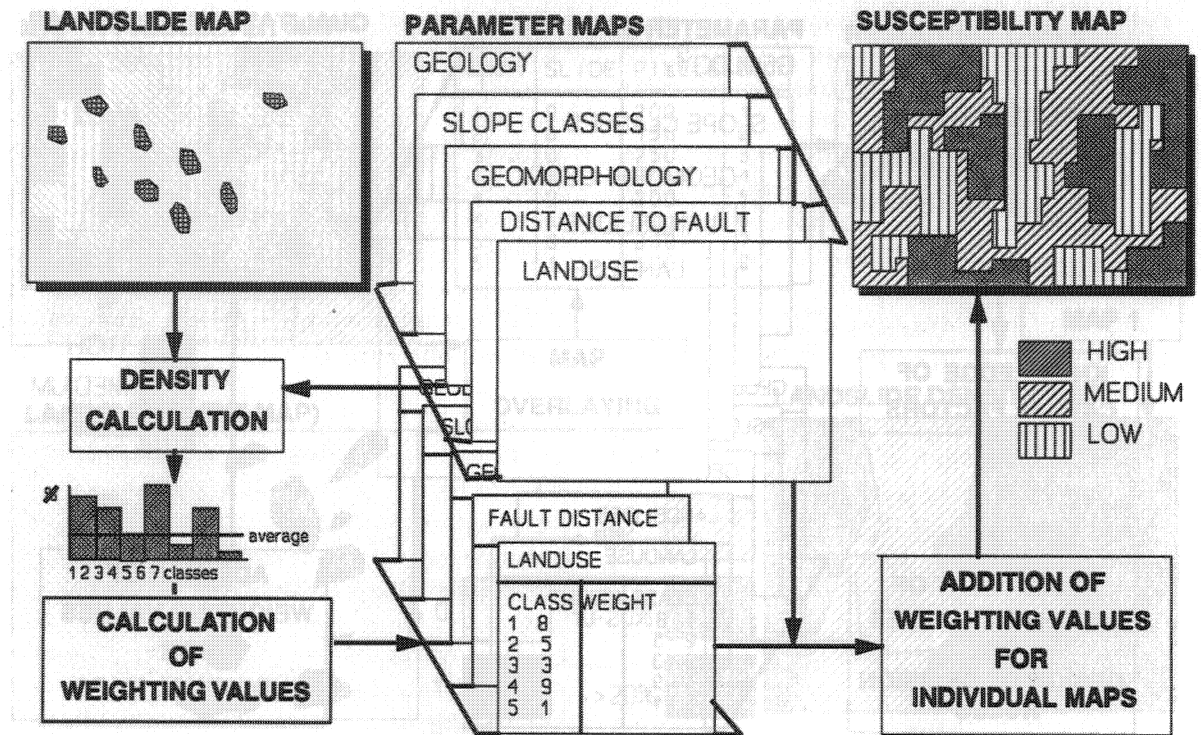 LANDSLIDE MAP
PARAMETER MAPS
SUSCEPTIBILITY MAP
GEOLOGY
SLOPE CLASSES
GEOMORPHOLOGY
DISTANCE TO FAULT
LANDUSE
DENSITY
CALCULATION
HIGH
MEDIUM
LOW
%
average
1 2 3 4 5 6 7 classes
CALCULATION
OF
WEIGHTING VALUES
FAULT DISTANCE
LANDUSE
CLASS WEIGHT
1 8
2 5
3 3
4 9
5 1
ADDITION OF
WEIGHTING VALUES
FOR
INDIVIDUAL MAPS